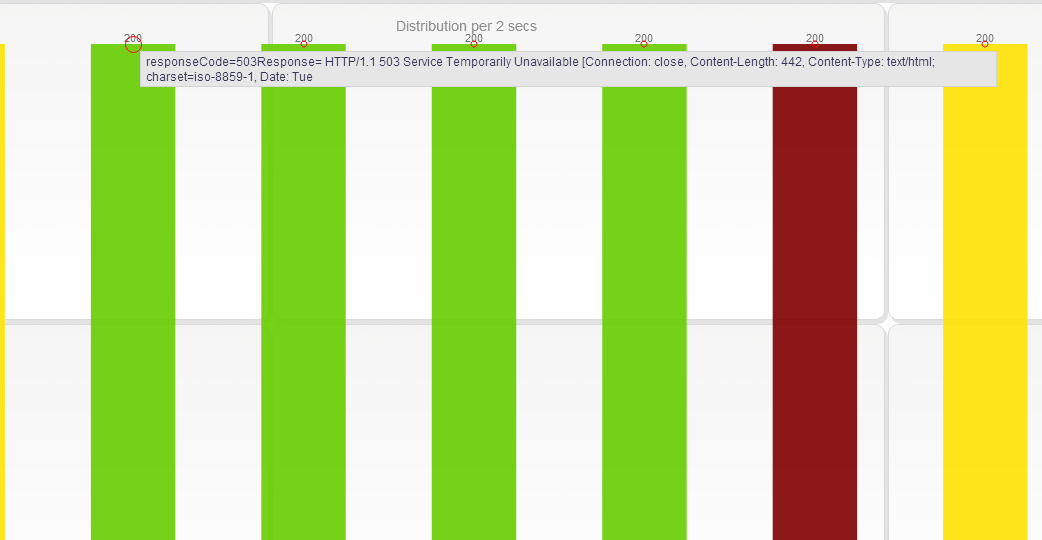 Distribution per 2 secs
200 200 200 200 200 200
responseCode=503Response= HTTP/1.1 503 Service Temporarily Unavailable [Connection: close, Content-Length: 442, Content-Type: text/html;
charset=iso-8859-1, Date: Tue